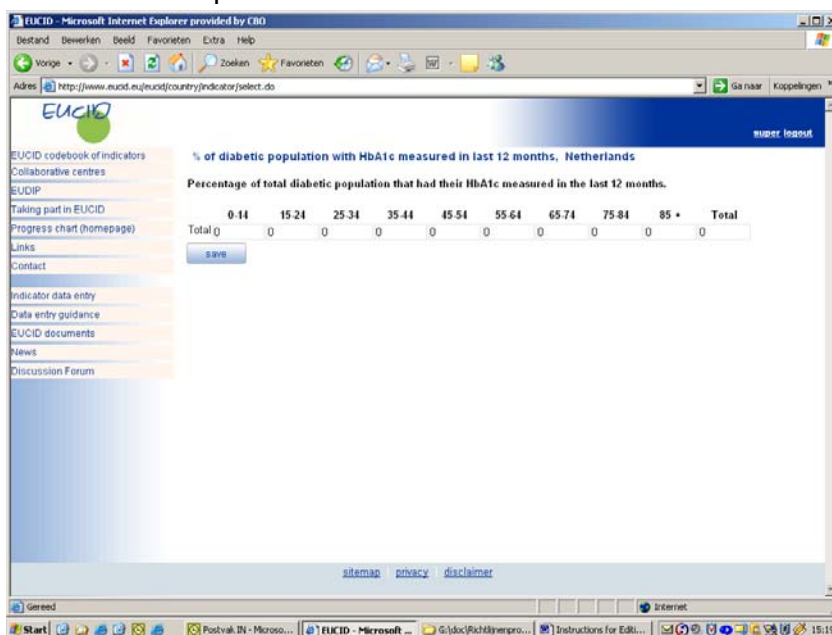 EUCID - Microsoft Internet Explorer provided by CBO
Bestand Bewerken Beeld Favorieten Extra Help
Vorige Zoeken Favorieten
Adres http://www.eucid.eu/eucid/country/indicator/select.do Ga naar Koppelingen
EUCID
super logout
EUCID codebook of indicators
Collaborative centres
EUDIP
Taking part in EUCID
Progress chart (homepage)
Links
Contact
Indicator data entry
Data entry guidance
EUCID documents
News
Discussion Forum
% of diabetic population with HbA1c measured in last 12 months, Netherlands
Percentage of total diabetic population that had their HbA1c measured in the last 12 months.
0-14 15-24 25-34 35-44 45-54 55-64 65-74 75-84 85 + Total
Total 0 0 0 0 0 0 0 0 0 0
save
sitemap privacy disclaimer
Gereed Internet
Start Postvak IN - Microso... EUCID - Microsoft ... G:\doc\Richtlijnenpro... Instructions for Editi...